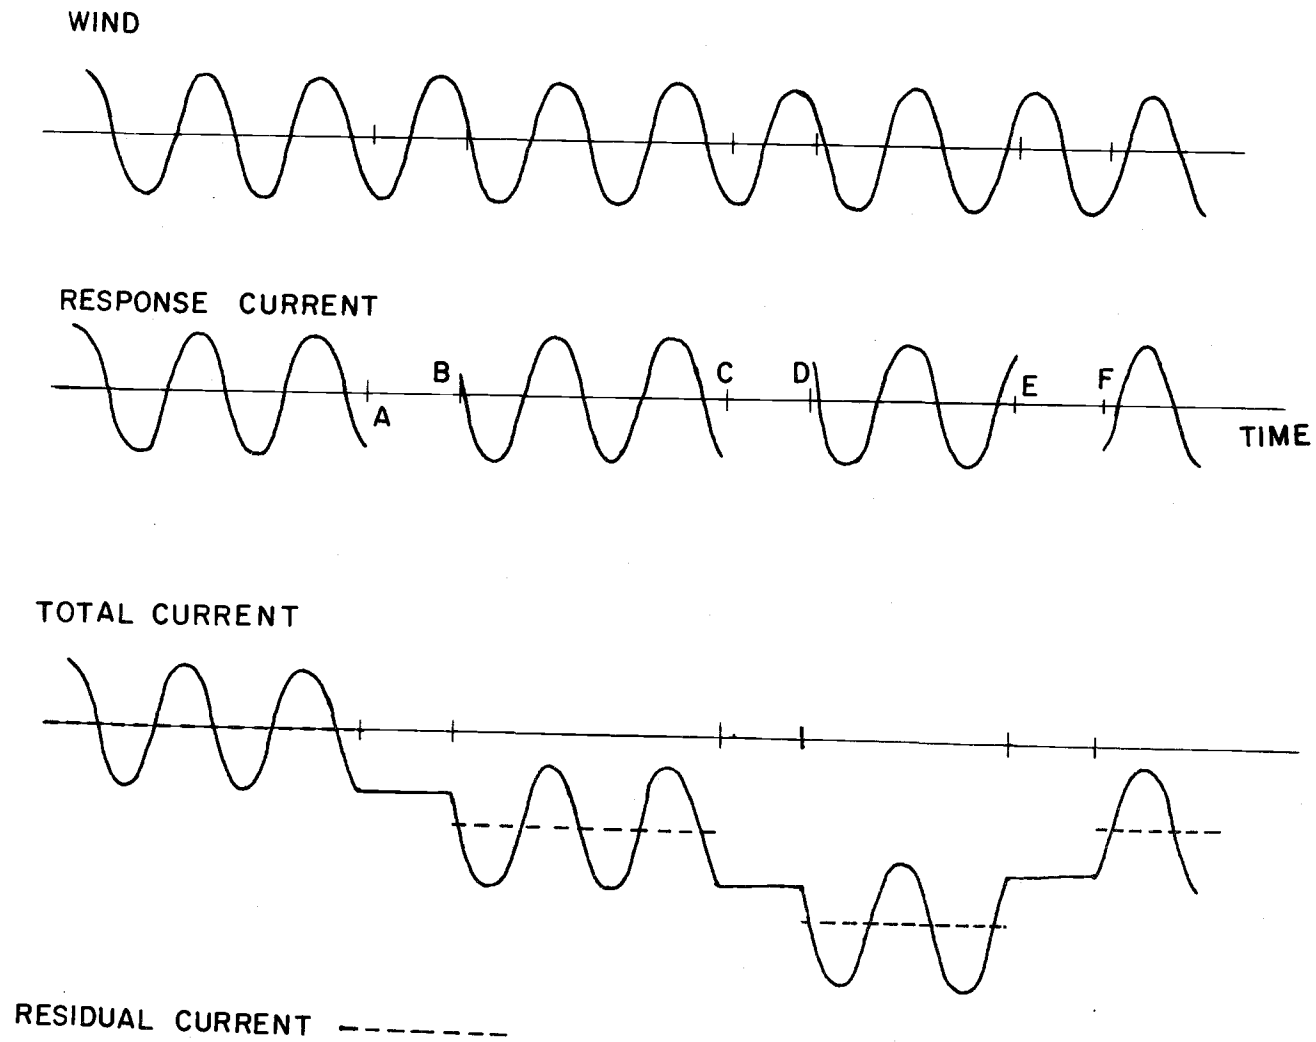 WIND
RESPONSE CURRENT
A
B
C
D
E
F
TIME
TOTAL CURRENT
RESIDUAL CURRENT